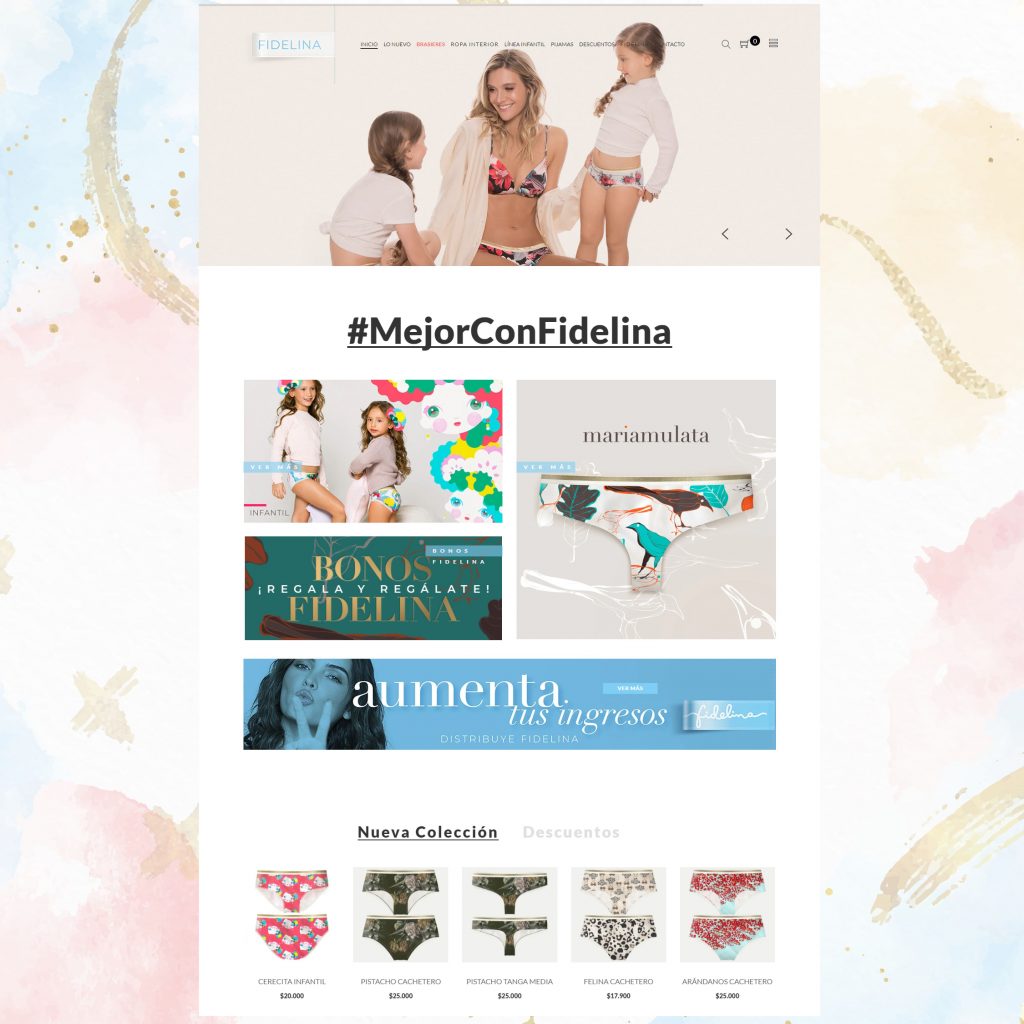 FIDELINA
INICIO LO NUEVO BRASIERES ROPA INTERIOR LÍNEA INFANTIL PIJAMAS DESCUENTOS
0
#MejorConFidelina
VER MÁS
INFANTIL
mariamulata
VER MÁS
BONOS
FIDELINA
BONOS
¡REGALA Y REGÁLATE!
FIDELINA
aumenta
tus ingresos
DISTRIBUYE FIDELINA
VER MÁS
fidelina
Nueva Colección Descuentos
CERECITA INFANTIL
$20.000
PISTACHO CACHETERO
$25.000
PISTACHO TANGA MEDIA
$25.000
FELINA CACHETERO
$17.900
ARÁNDANOS CACHETERO
$25.000